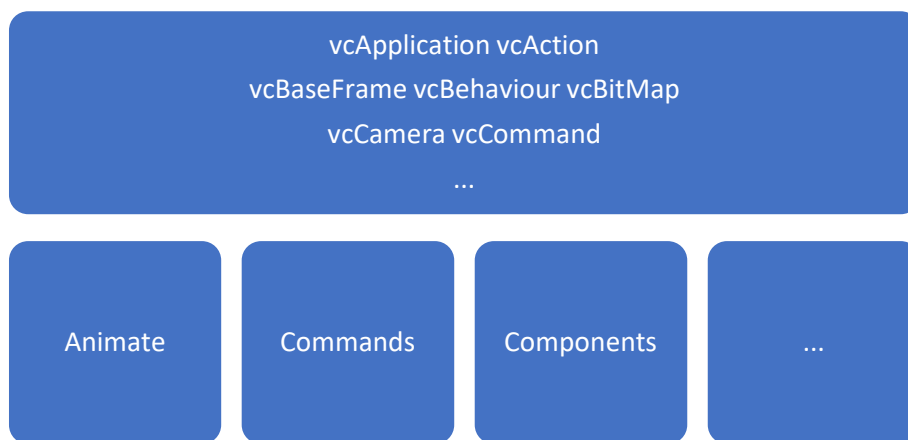 vcApplication vcAction
vcBaseFrame vcBehaviour vcBitMap
vcCamera vcCommand
...
Animate
Commands
Components
...